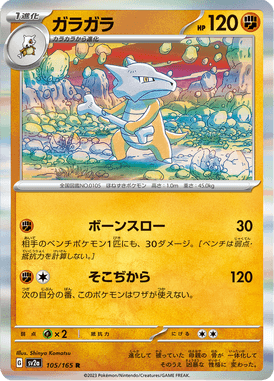 1進化
ガラガラ
HP 120
カラカラから進化
全国図鑑NO.0105 ほねずきポケモン 高さ:1.0m 重さ:45.0kg
ボーンスロー 30
相手のベンチポケモン1匹にも、30ダメージ。[ベンチは弱点・
抵抗力を計算しない。]
そこぢから 120
次の自分の番、このポケモンはワザが使えない。
弱点 ×2 抵抗力 にげる
Illus. Shinya Komatsu
sv2a 105/165 R
©2023 Pokémon/Nintendo/Creatures/GAME FREAK.